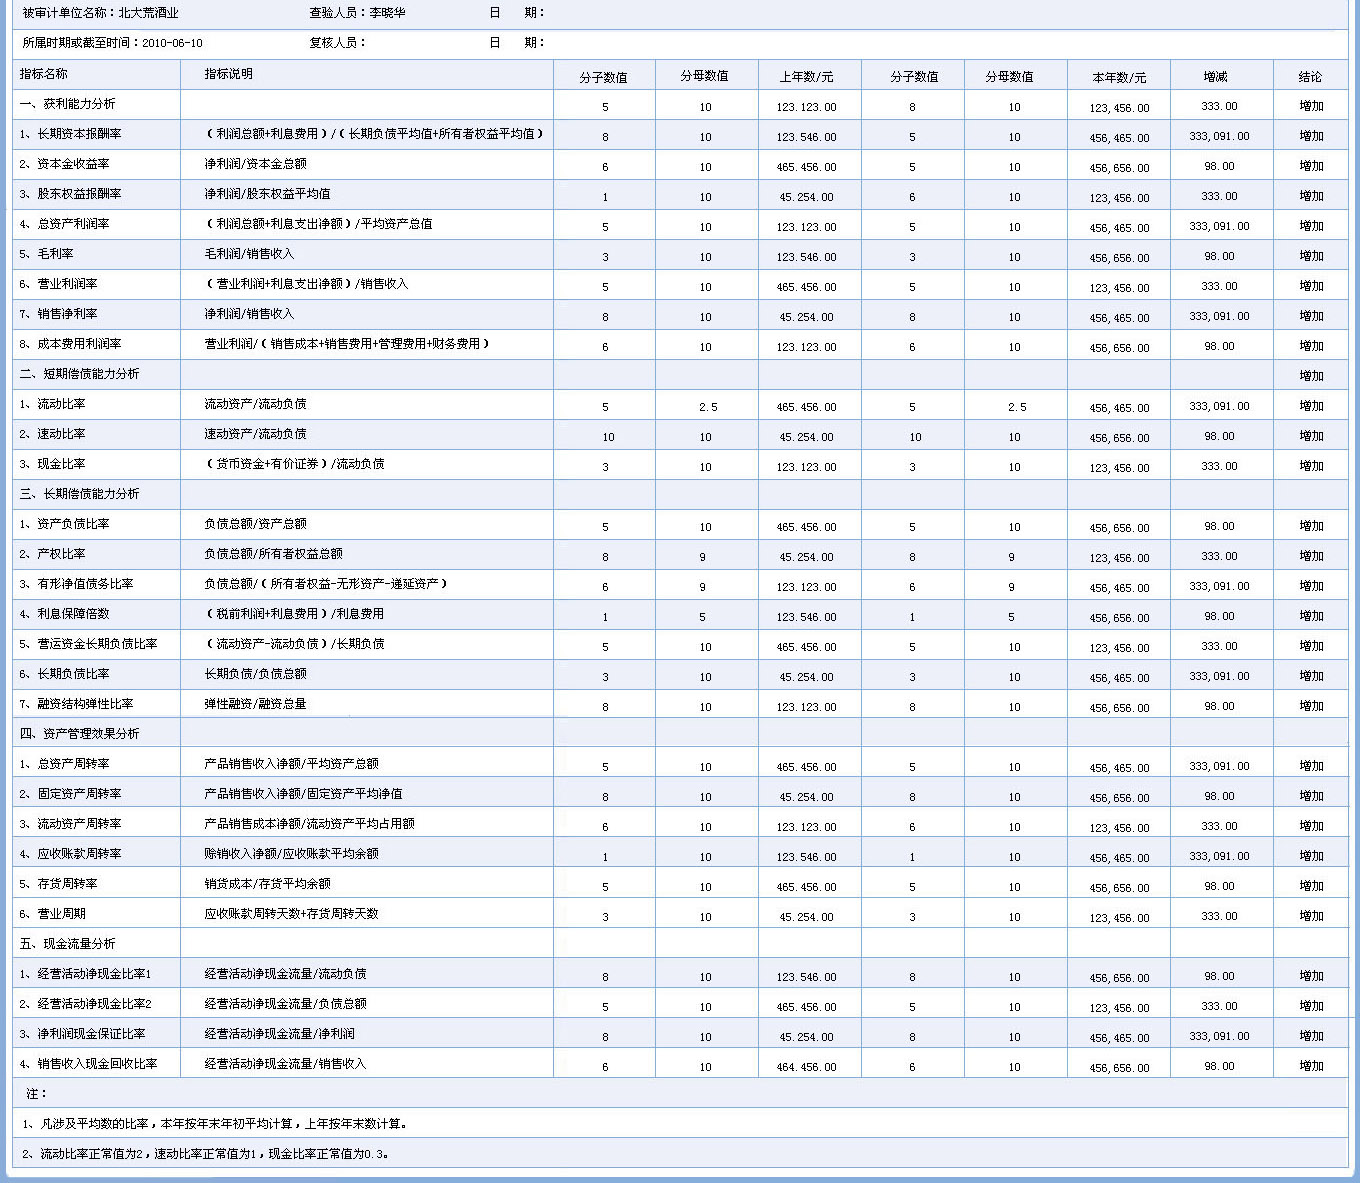 被审计单位名称：北大荒酒业 查验人员：李晓华 日 期：
所属时期或截至时间：2010-06-10 复核人员： 日 期：
指标名称 指标说明 分子数值 分母数值 上年数/元 分子数值 分母数值 本年数/元 增减 结论
一、获利能力分析 5 10 123.123.00 8 10 123,456.00 333.00 增加
1、长期资本报酬率 （利润总额+利息费用）/（长期负债平均值+所有者权益平均值） 8 10 123.546.00 5 10 456,465.00 333,091.00 增加
2、资本金收益率 净利润/资本金总额 6 10 465.456.00 5 10 456,656.00 98.00 增加
3、股东权益报酬率 净利润/股东权益平均值 1 10 45.254.00 6 10 123,456.00 333.00 增加
4、总资产利润率 （利润总额+利息支出净额）/平均资产总值 5 10 123.123.00 5 10 456,465.00 333,091.00 增加
5、毛利率 毛利润/销售收入 3 10 123.546.00 3 10 456,656.00 98.00 增加
6、营业利润率 （营业利润+利息支出净额）/销售收入 5 10 465.456.00 5 10 123,456.00 333.00 增加
7、销售净利率 净利润/销售收入 8 10 45.254.00 8 10 456,465.00 333,091.00 增加
8、成本费用利润率 营业利润/（销售成本+销售费用+管理费用+财务费用） 6 10 123.123.00 6 10 456,656.00 98.00 增加
二、短期偿债能力分析 增加
1、流动比率 流动资产/流动负债 5 2.5 465.456.00 5 2.5 456,465.00 333,091.00 增加
2、速动比率 速动资产/流动负债 10 10 45.254.00 10 10 456,656.00 98.00 增加
3、现金比率 （货币资金+有价证券）/流动负债 3 10 123.123.00 3 10 123,456.00 333.00 增加
三、长期偿债能力分析
1、资产负债比率 负债总额/资产总额 5 10 465.456.00 5 10 456,656.00 98.00 增加
2、产权比率 负债总额/所有者权益总额 8 9 45.254.00 8 9 123,456.00 333.00 增加
3、有形净值债务比率 负债总额/（所有者权益-无形资产-递延资产） 6 9 123.123.00 6 9 456,465.00 333,091.00 增加
4、利息保障倍数 （税前利润+利息费用）/利息费用 1 5 123.546.00 1 5 456,656.00 98.00 增加
5、营运资金长期负债比率 （流动资产-流动负债）/长期负债 5 10 465.456.00 5 10 123,456.00 333.00 增加
6、长期负债比率 长期负债/负债总额 3 10 45.254.00 3 10 456,465.00 333,091.00 增加
7、融资结构弹性比率 弹性融资/融资总量 8 10 123.123.00 8 10 456,656.00 98.00 增加
四、资产管理效果分析
1、总资产周转率 产品销售收入净额/平均资产总额 5 10 465.456.00 5 10 456,465.00 333,091.00 增加
2、固定资产周转率 产品销售收入净额/固定资产平均净值 8 10 45.254.00 8 10 456,656.00 98.00 增加
3、流动资产周转率 产品销售成本净额/流动资产平均占用额 6 10 123.123.00 6 10 123,456.00 333.00 增加
4、应收账款周转率 赊销收入净额/应收账款平均余额 1 10 123.546.00 1 10 456,465.00 333,091.00 增加
5、存货周转率 销货成本/存货平均余额 5 10 465.456.00 5 10 456,656.00 98.00 增加
6、营业周期 应收账款周转天数+存货周转天数 3 10 45.254.00 3 10 123,456.00 333.00 增加
五、现金流量分析
1、经营活动净现金比率1 经营活动净现金流量/流动负债 8 10 123.546.00 8 10 456,656.00 98.00 增加
2、经营活动净现金比率2 经营活动净现金流量/负债总额 5 10 465.456.00 5 10 123,456.00 333.00 增加
3、净利润现金保证比率 经营活动净现金流量/净利润 8 10 45.254.00 8 10 456,465.00 333,091.00 增加
4、销售收入现金回收比率 经营活动净现金流量/销售收入 6 10 464.456.00 6 10 456,656.00 98.00 增加
注：
1、凡涉及平均数的比率，本年按年末年初平均计算，上年按年末数计算。
2、流动比率正常值为2，速动比率正常值为1，现金比率正常值为0.3。